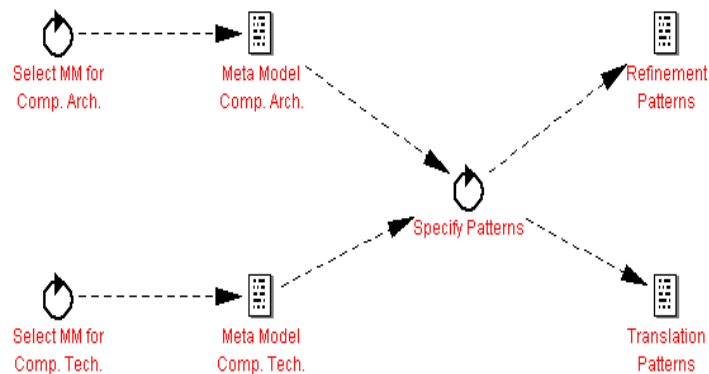 Select MM for
Comp. Arch.
Meta Model
Comp. Arch.
Refinement
Patterns
Specify Patterns
Select MM for
Comp. Tech.
Meta Model
Comp. Tech.
Translation
Patterns